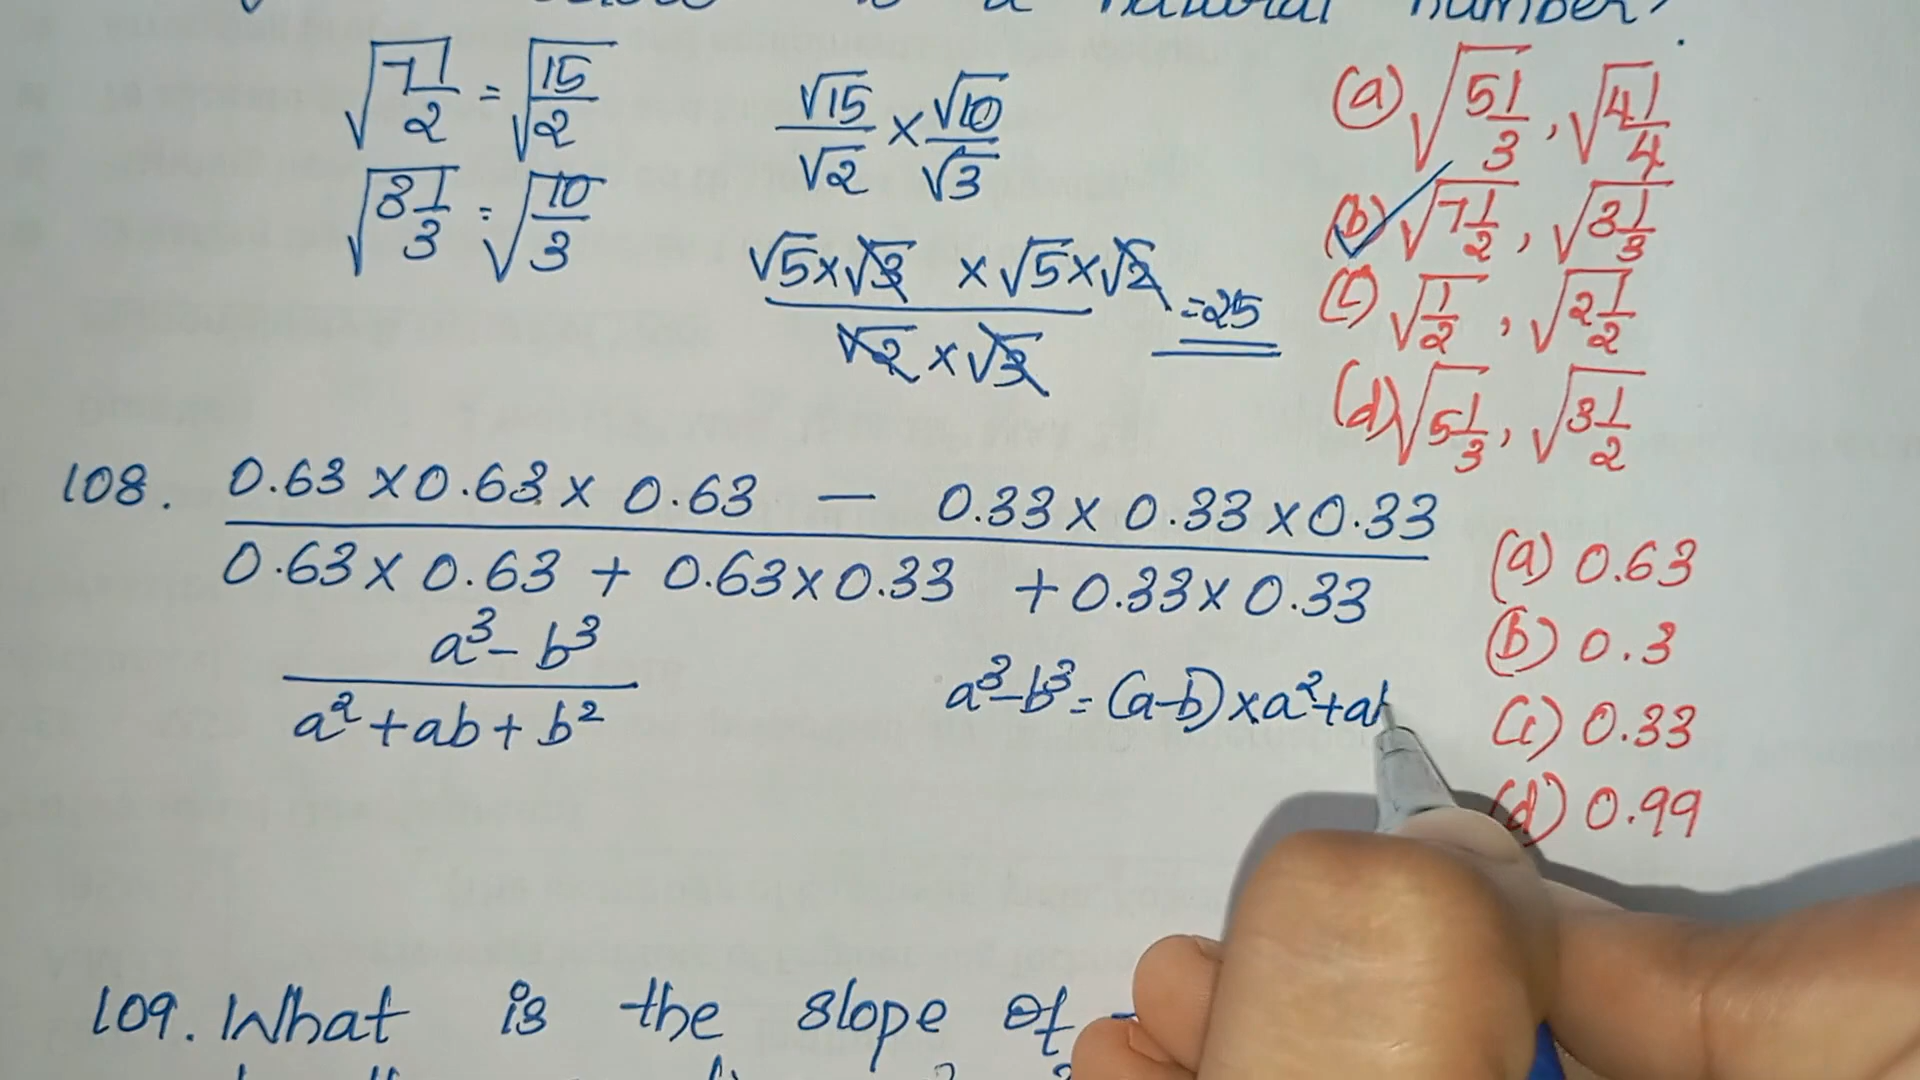 is a natural number?
√7 1/2 = √15/2
√8 1/3 = √10/3
√15/√2 × √10/√3
√5×√3 × √5×√2 / √2 × √3 = 25
(a) √5 1/3, √4 1/4
(b) √7 1/2, √3 1/3
(c) √1/2, √2 1/2
(d) √5 1/3, √3 1/2
108. 0.63 × 0.63 × 0.63 — 0.33 × 0.33 × 0.33
0.63 × 0.63 + 0.63 × 0.33 + 0.33 × 0.33
(a) 0.63
(b) 0.3
(c) 0.33
(d) 0.99
a³ - b³
a² + ab + b²
a³-b³ = (a-b) × a²+ab
109. What is the slope of